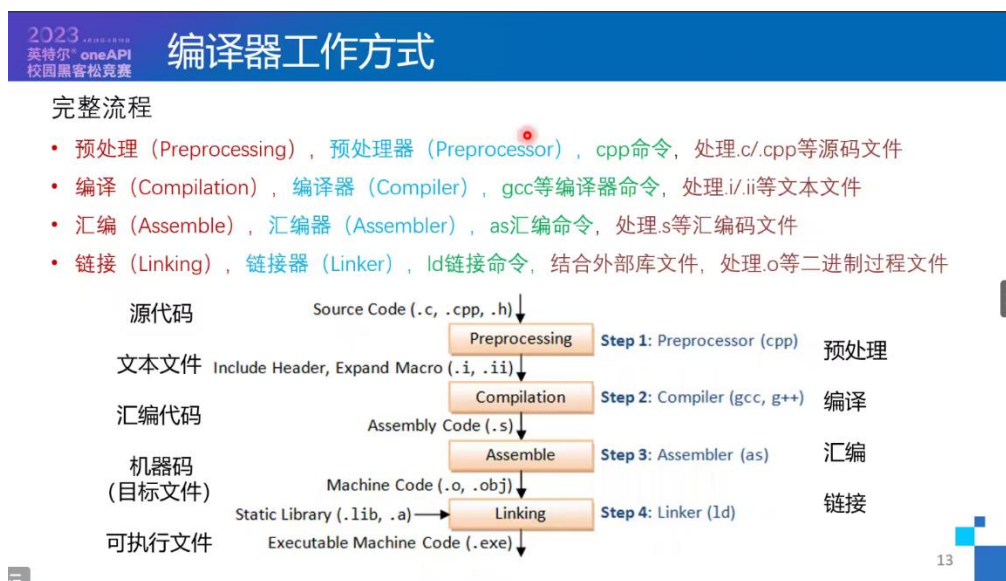 2023
英特尔® oneAPI
校园黑客松竞赛
编译器工作方式
完整流程
• 预处理（Preprocessing），预处理器（Preprocessor），cpp命令，处理.c/.cpp等源码文件
• 编译（Compilation），编译器（Compiler），gcc等编译器命令，处理.i/.ii等文本文件
• 汇编（Assemble），汇编器（Assembler），as汇编命令，处理.s等汇编码文件
• 链接（Linking），链接器（Linker），ld链接命令，结合外部库文件，处理.o等二进制过程文件
源代码
Source Code (.c, .cpp, .h)
Preprocessing
Step 1: Preprocessor (cpp)
预处理
文本文件
Include Header, Expand Macro (.i, .ii)
Compilation
Step 2: Compiler (gcc, g++)
编译
汇编代码
Assembly Code (.s)
Assemble
Step 3: Assembler (as)
汇编
机器码
(目标文件)
Machine Code (.o, .obj)
Static Library (.lib, .a)
Linking
Step 4: Linker (ld)
链接
可执行文件
Executable Machine Code (.exe)
13